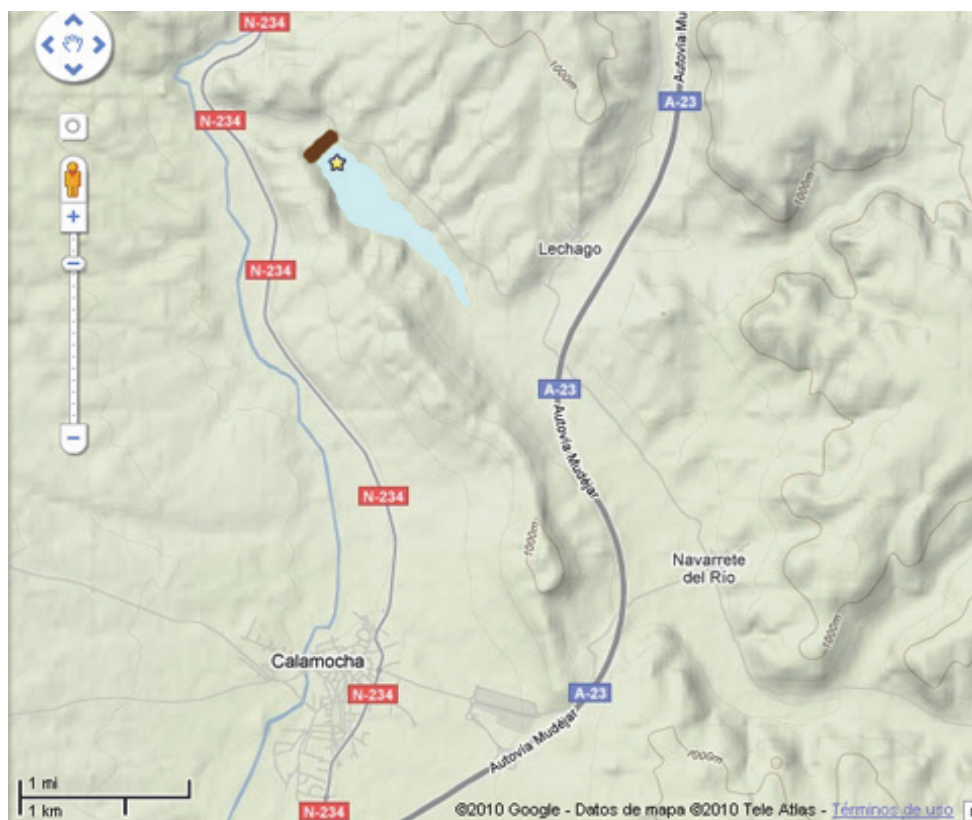 N-234
Autovía Mu
A-23
1000m
N-234
1000m
Lechago
N-234
A-23
Autovía Mudéjar
N-234
1000m
Navarrete
del Río
1000m
Calamocha
N-234
A-23
Autovía Mudéjar
1000m
1 mi
1 km
N-234
©2010 Google - Datos de mapa ©2010 Tele Atlas - Términos de uso